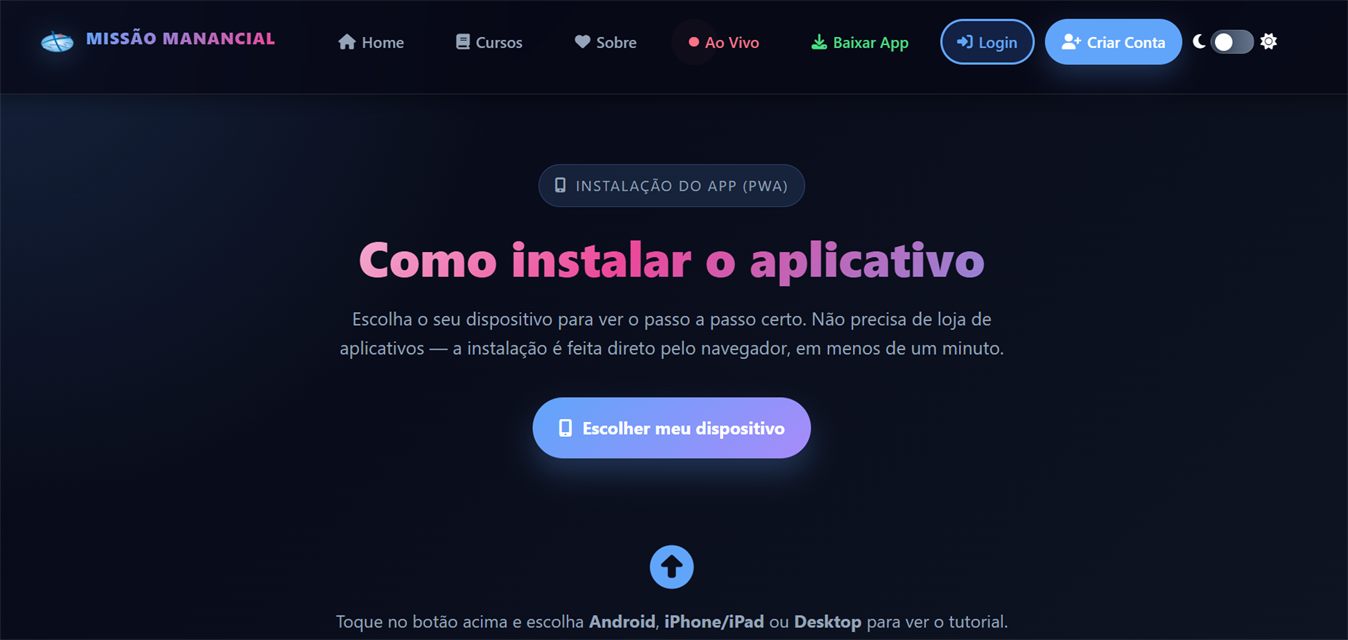 MISSÃO MANANCIAL
Home
Cursos
Sobre
Ao Vivo
Baixar App
Login
Criar Conta
INSTALAÇÃO DO APP (PWA)
Como instalar o aplicativo
Escolha o seu dispositivo para ver o passo a passo certo. Não precisa de loja de
aplicativos — a instalação é feita direto pelo navegador, em menos de um minuto.
Escolher meu dispositivo
Toque no botão acima e escolha Android, iPhone/iPad ou Desktop para ver o tutorial.